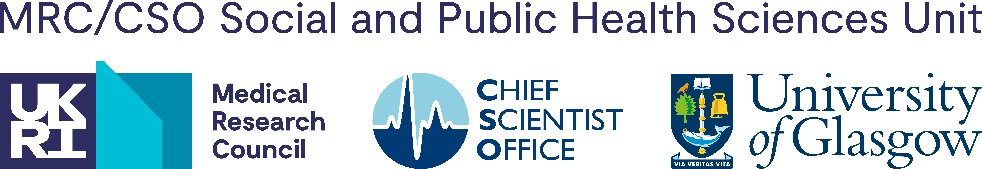 MRC/CSO Social and Public Health Sciences Unit
UK
RI
Medical
Research
Council
CHIEF
SCIENTIST
OFFICE
VIA VERITAS VITA
University
of Glasgow